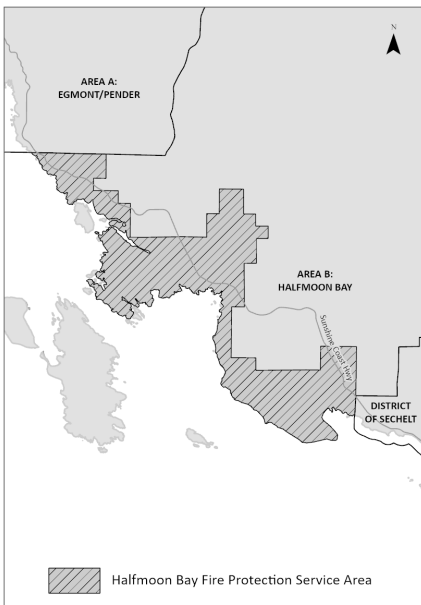 N
AREA A:
EGMONT/PENDER
AREA B:
HALFMOON BAY
Sunshine Coast Hwy
DISTRICT
OF SECHELT
Halfmoon Bay Fire Protection Service Area